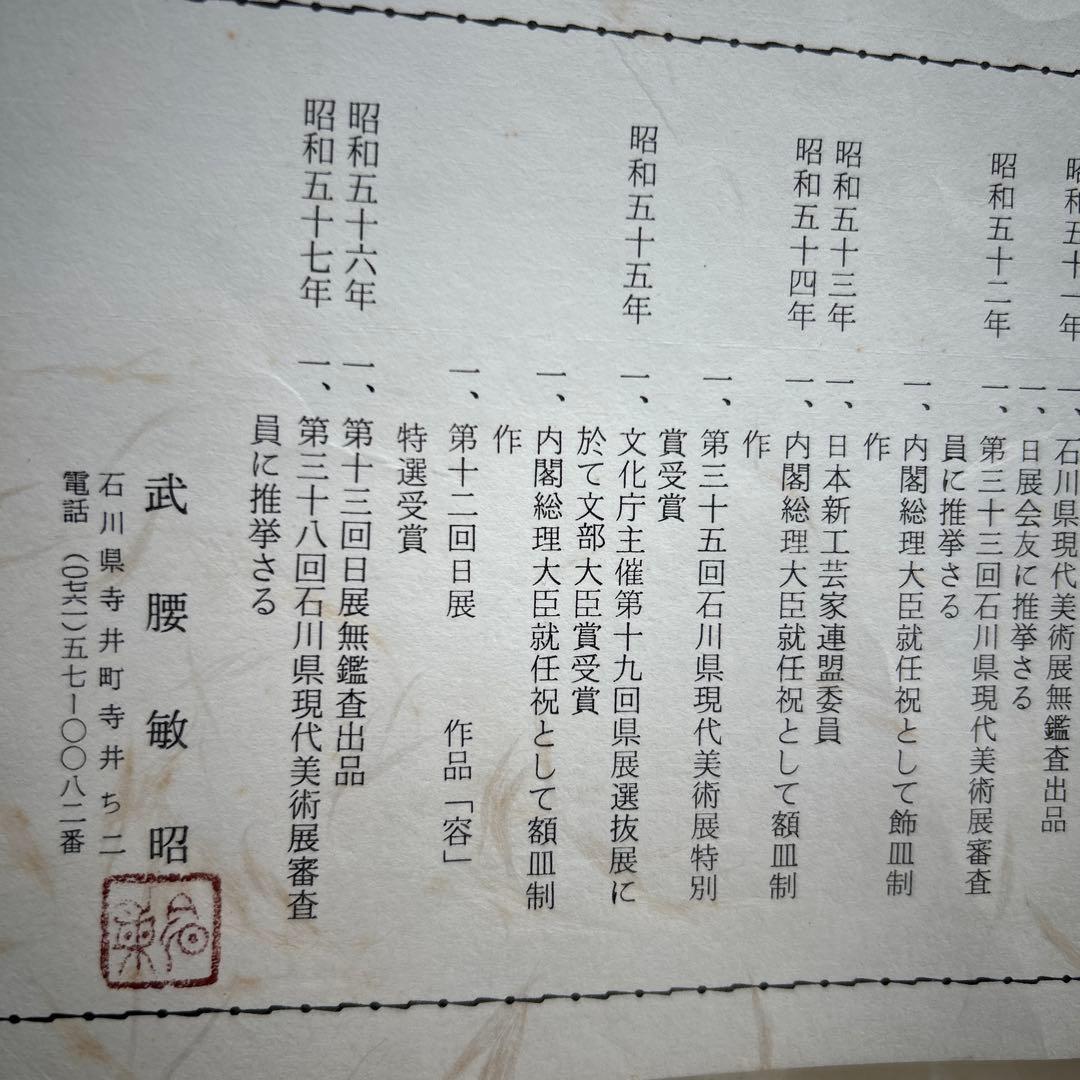 昭和五十一年
一、石川県現代美術展無鑑査出品
一、日展会友に推挙さる
昭和五十二年
一、第三十三回石川県現代美術展審査
員に推挙さる
一、内閣総理大臣就任祝として飾皿制
作
昭和五十三年
一、日本新工芸家連盟委員
昭和五十四年
一、内閣総理大臣就任祝として額皿制
作
一、第三十五回石川県現代美術展特別
賞受賞
昭和五十五年
一、文化庁主催第十九回県展選抜展に
於て文部大臣賞受賞
一、内閣総理大臣就任祝として額皿制
作
一、第十二回日展 作品「容」
特選受賞
昭和五十六年
一、第十三回日展無鑑査出品
昭和五十七年
一、第三十八回石川県現代美術展審査
員に推挙さる
武腰敏昭
石川県寺井町寺井ち二
電話(〇七六一)五七ー〇〇八二番